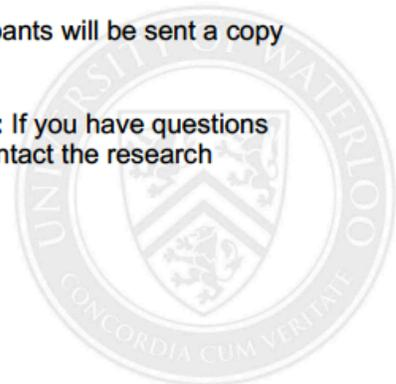 pants will be sent a copy
: If you have questions
ntact the research
UNIVERSITY OF WATERLOO
CONCORDIA CUM VERITATE